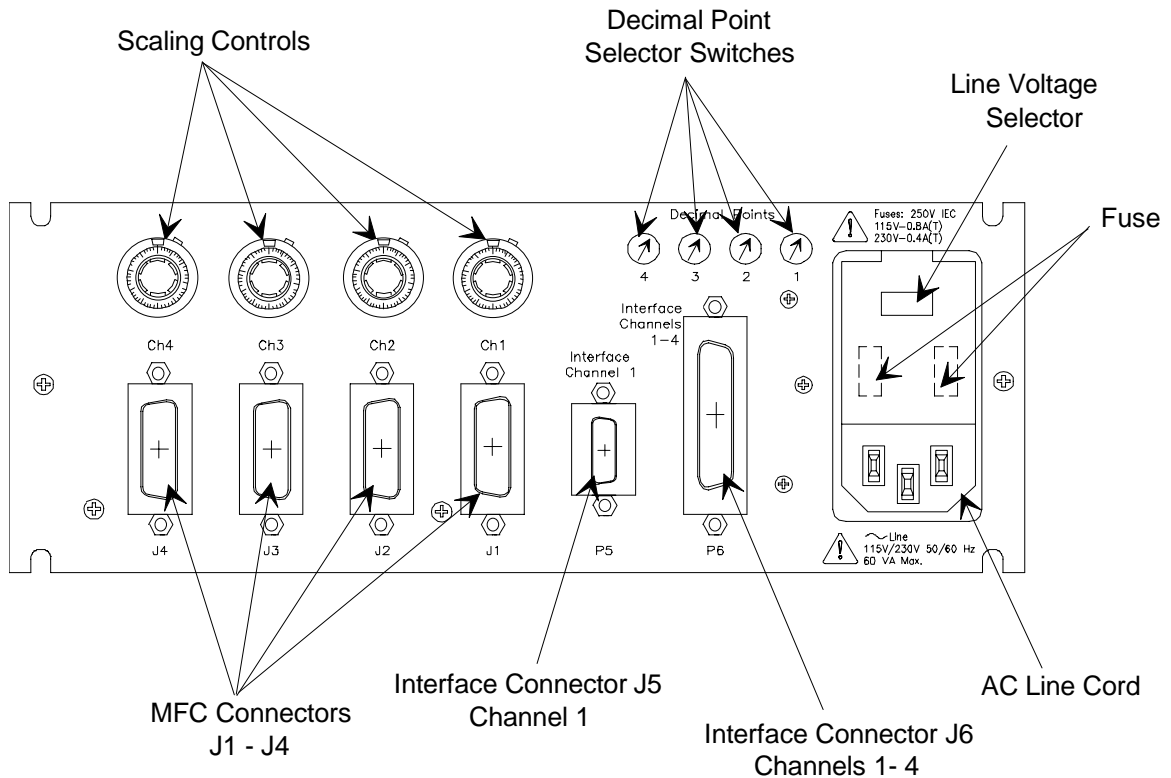 Decimal Point
Selector Switches
Scaling Controls
Line Voltage
Selector
Fuse
Decimal Points
Fuses: 250V IEC
115V-0.8A(T)
230V-0.4A(T)
4 3 2 1
Interface
Channels
1-4
Ch4 Ch3 Ch2 Ch1
Interface
Channel 1
J4 J3 J2 J1 P5 P6
~Line
115V/230V 50/60 Hz
60 VA Max.
MFC Connectors
J1 - J4
Interface Connector J5
Channel 1
Interface Connector J6
Channels 1- 4
AC Line Cord